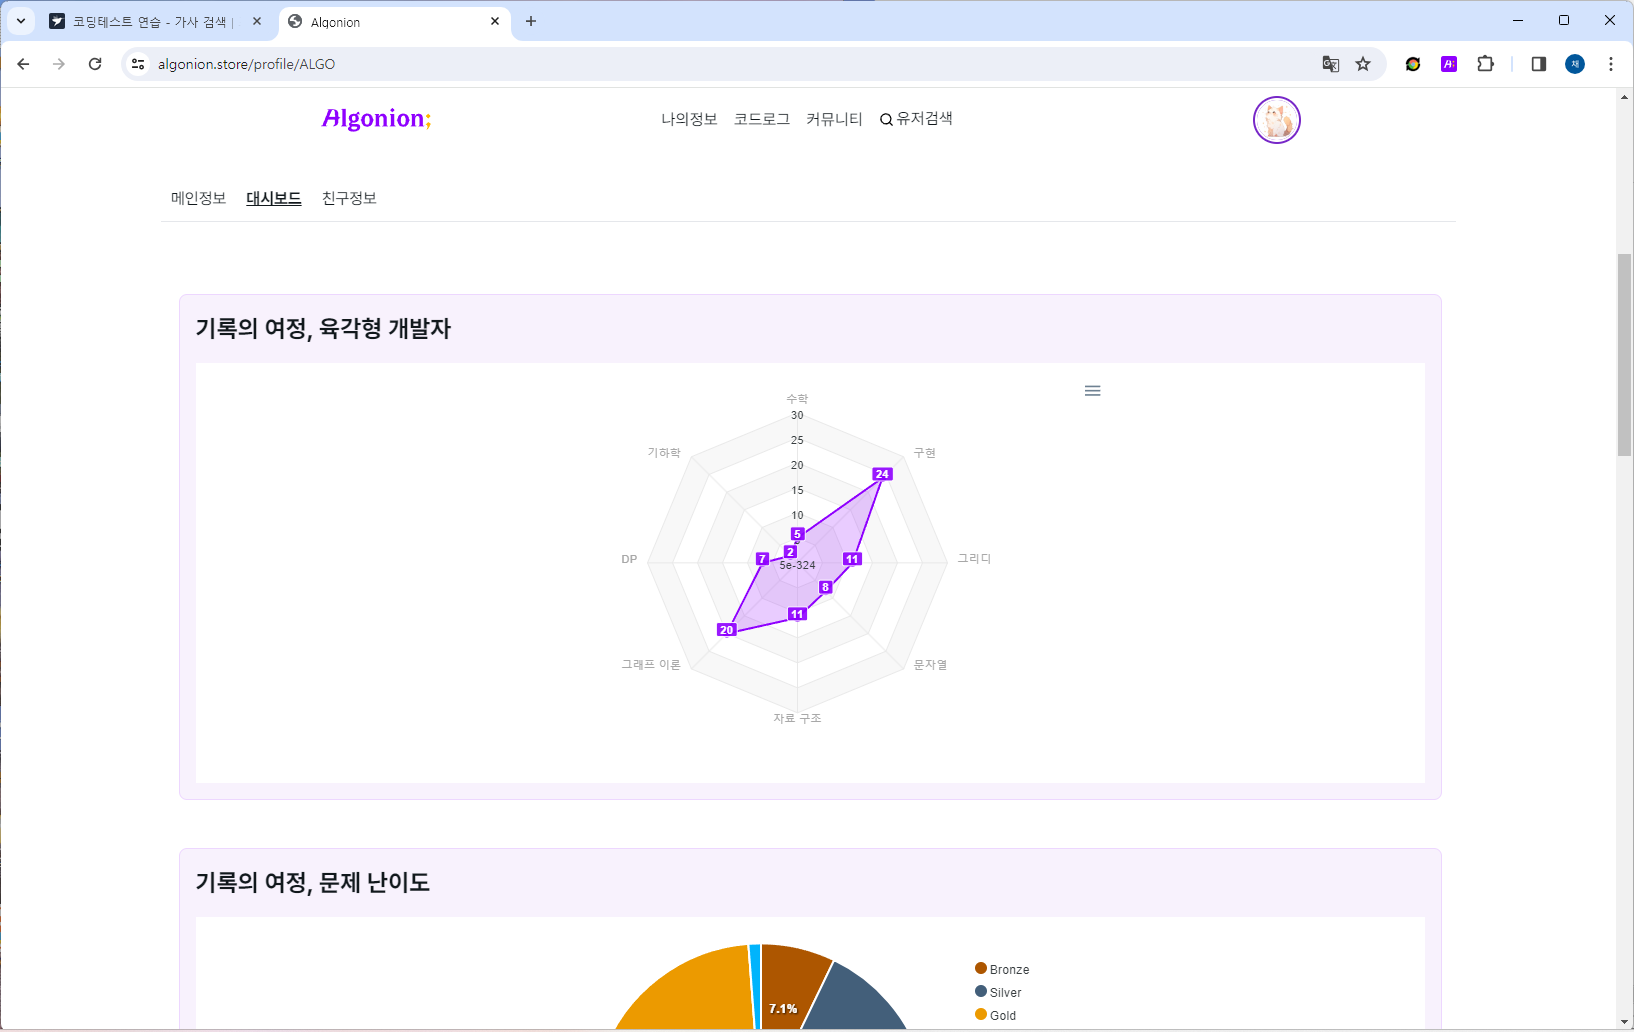 코딩테스트 연습 - 가사 검색 |
Algonion
algonion.store/profile/ALGO
채
Algonion;
나의정보 코드로그 커뮤니티 유저검색
메인정보 대시보드 친구정보
기록의 여정, 육각형 개발자
수학
30
25
20
15
10
5e-324
구현
그리디
문자열
자료 구조
그래프 이론
DP
기하학
5
24
11
8
11
20
7
2
기록의 여정, 문제 난이도
7.1%
Bronze
Silver
Gold